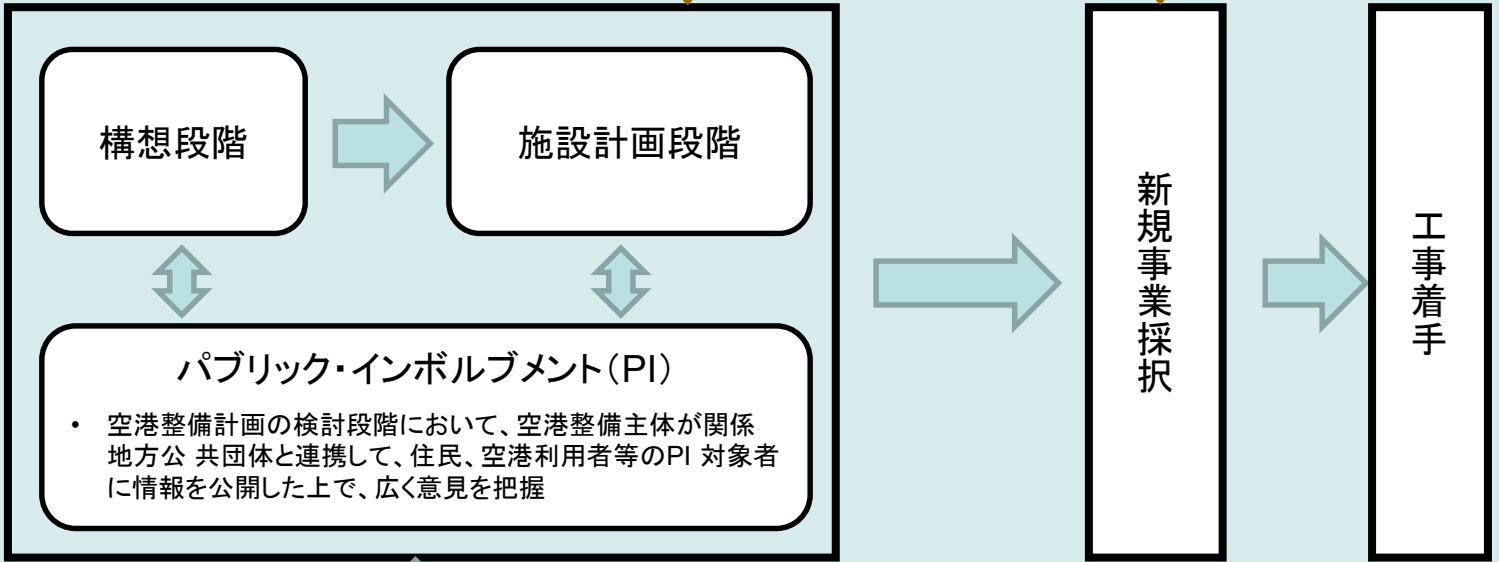 構想段階
施設計画段階
パブリック・インボルブメント(PI)
• 空港整備計画の検討段階において、空港整備主体が関係
地方公 共団体と連携して、住民、空港利用者等のPI 対象者
に情報を公開した上で、広く意見を把握
新規事業採択
工事着手